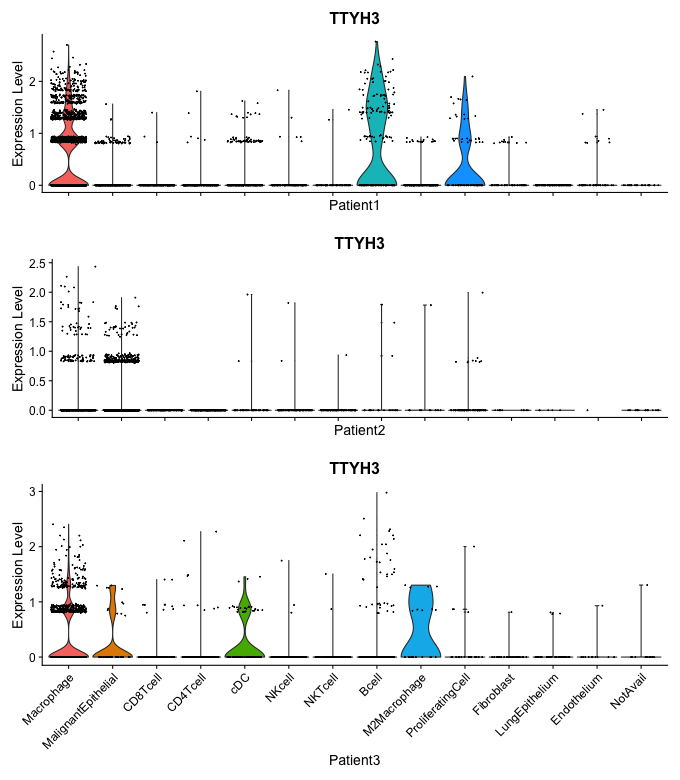 TTYH3
Expression Level
2
1
0
Patient1
TTYH3
Expression Level
2.5
2.0
1.5
1.0
0.5
0.0
Patient2
TTYH3
Expression Level
3
2
1
0
Macrophage
MalignantEpithelial
CD8Tcell
CD4Tcell
cDC
NKcell
NKTcell
Bcell
M2Macrophage
ProliferatingCell
Fibroblast
LungEpithelium
Endothelium
NotAvail
Patient3